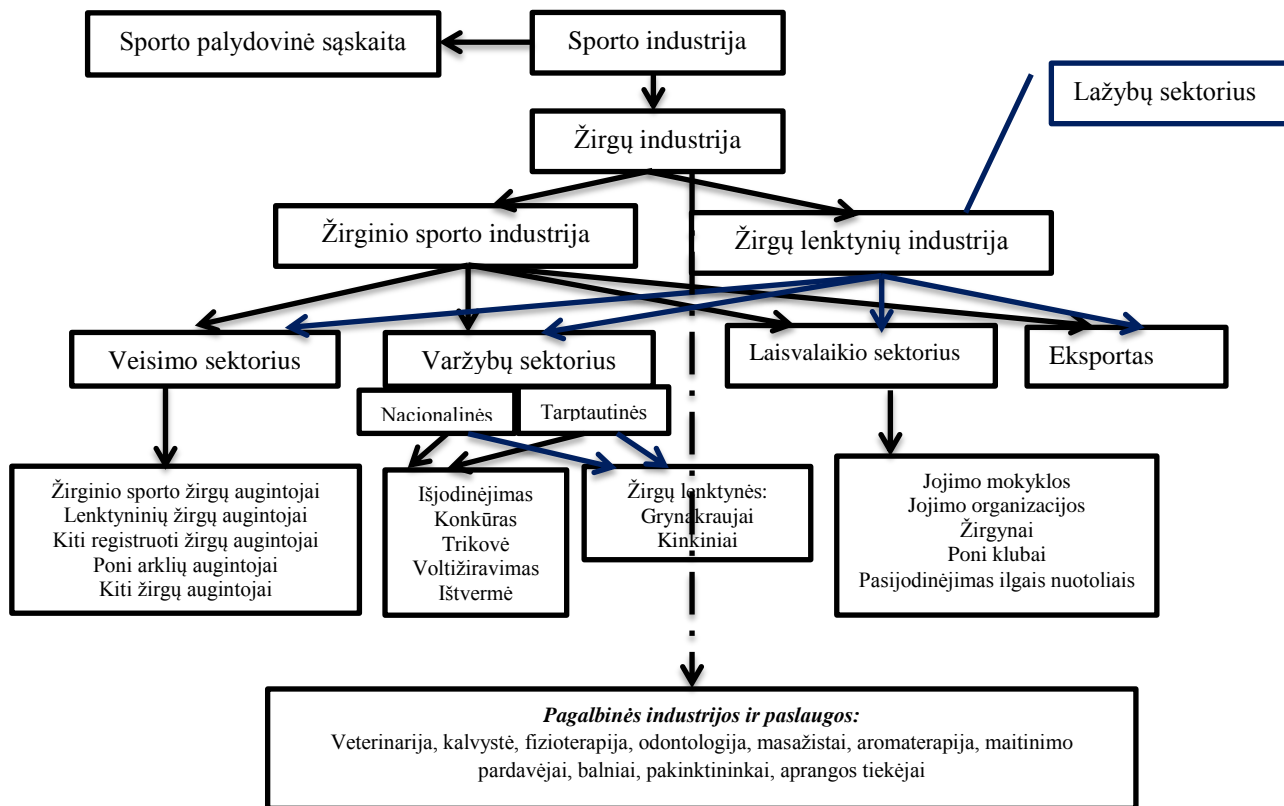 Sporto palydovinė sąskaita
Sporto industrija
Lažybų sektorius
Žirgų industrija
Žirginio sporto industrija
Žirgų lenktynių industrija
Veisimo sektorius
Varžybų sektorius
Laisvalaikio sektorius
Eksportas
Nacionalinės
Tarptautinės
Žirginio sporto žirgų augintojai
Lenktyninių žirgų augintojai
Kiti registruoti žirgų augintojai
Poni arklių augintojai
Kiti žirgų augintojai
Išjodinėjimas
Konkūras
Trikovė
Voltižiravimas
Ištvermė
Žirgų lenktynės:
Grynakraujai
Kinkiniai
Jojimo mokyklos
Jojimo organizacijos
Žirgynai
Poni klubai
Pasijodinėjimas ilgais nuotoliais
Pagalbinės industrijos ir paslaugos:
Veterinarija, kalvystė, fizioterapija, odontologija, masažistai, aromaterapija, maitinimo
pardavėjai, balniai, pakinktininkai, aprangos tiekėjai